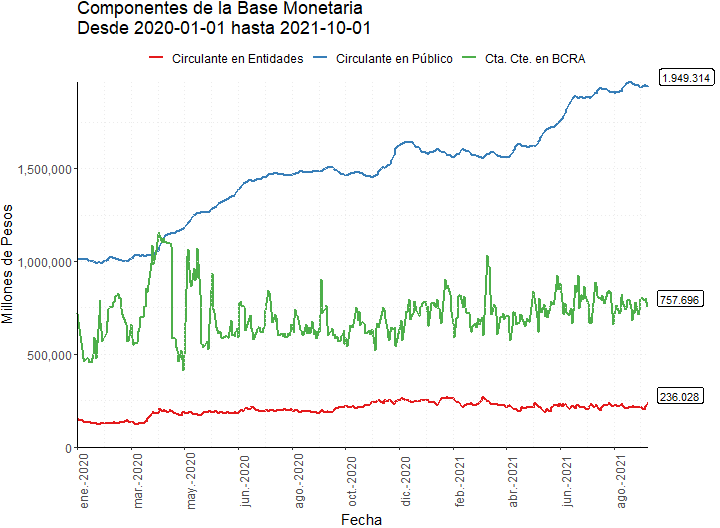 Componentes de la Base Monetaria
Desde 2020-01-01 hasta 2021-10-01
Circulante en Entidades Circulante en Público Cta. Cte. en BCRA
1.949.314
757.696
236.028
Millones de Pesos
1,500,000
1,000,000
500,000
0
ene.-2020
mar.-2020
may.-2020
jun.-2020
ago.-2020
oct.-2020
dic.-2020
feb.-2021
abr.-2021
jun.-2021
ago.-2021
Fecha